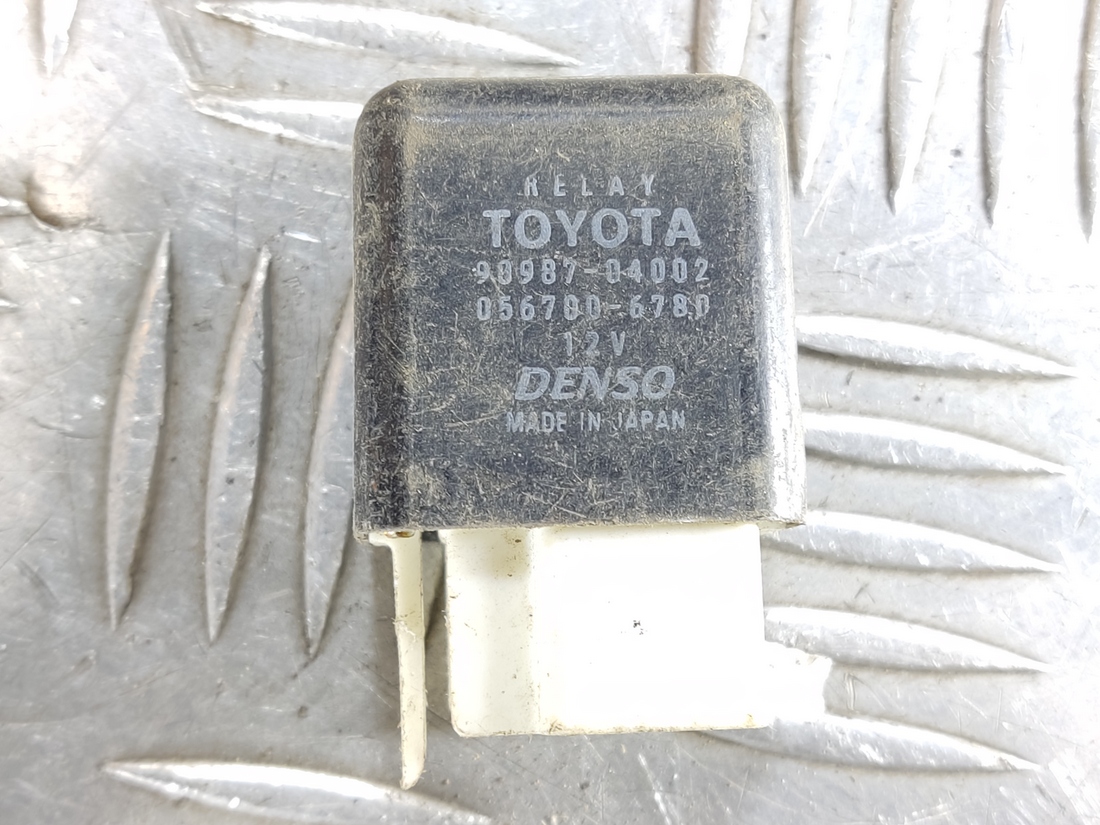 RELAY
TOYOTA
90987-04002
056700-6780
12V
DENSO
MADE IN JAPAN